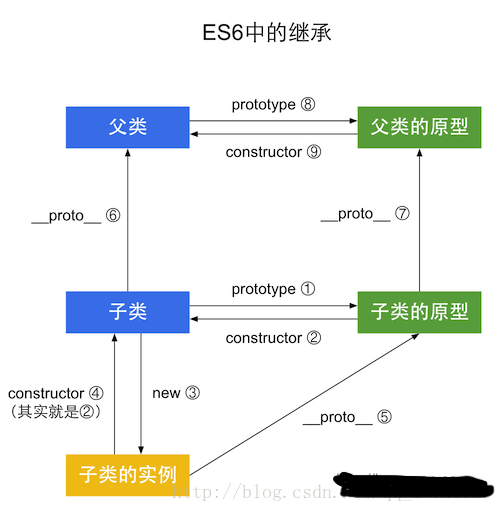 ES6中的继承
prototype ⑧
父类
父类的原型
constructor ⑨
__proto__ ⑥
__proto__ ⑦
prototype ①
子类
子类的原型
constructor ②
constructor ④
（其实就是②）
new ③
__proto__ ⑤
子类的实例
http://blog.csdn.